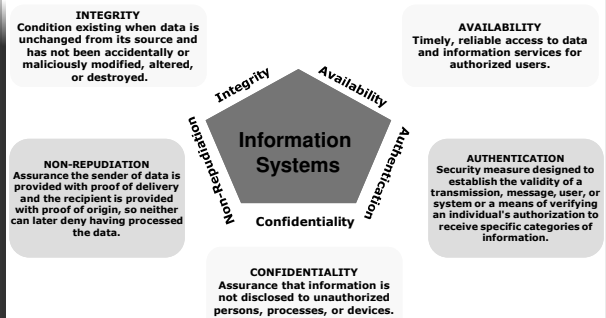 INTEGRITY
Condition existing when data is
unchanged from its source and
has not been accidentally or
maliciously modified, altered,
or destroyed.
AVAILABILITY
Timely, reliable access to data
and information services for
authorized users.
Integrity
Availability
Non-Repudiation
Information
Systems
Authentication
Confidentiality
NON-REPUDIATION
Assurance the sender of data is
provided with proof of delivery
and the recipient is provided
with proof of origin, so neither
can later deny having processed
the data.
AUTHENTICATION
Security measure designed to
establish the validity of a
transmission, message, user, or
system or a means of verifying
an individual's authorization to
receive specific categories of
information.
CONFIDENTIALITY
Assurance that information is
not disclosed to unauthorized
persons, processes, or devices.